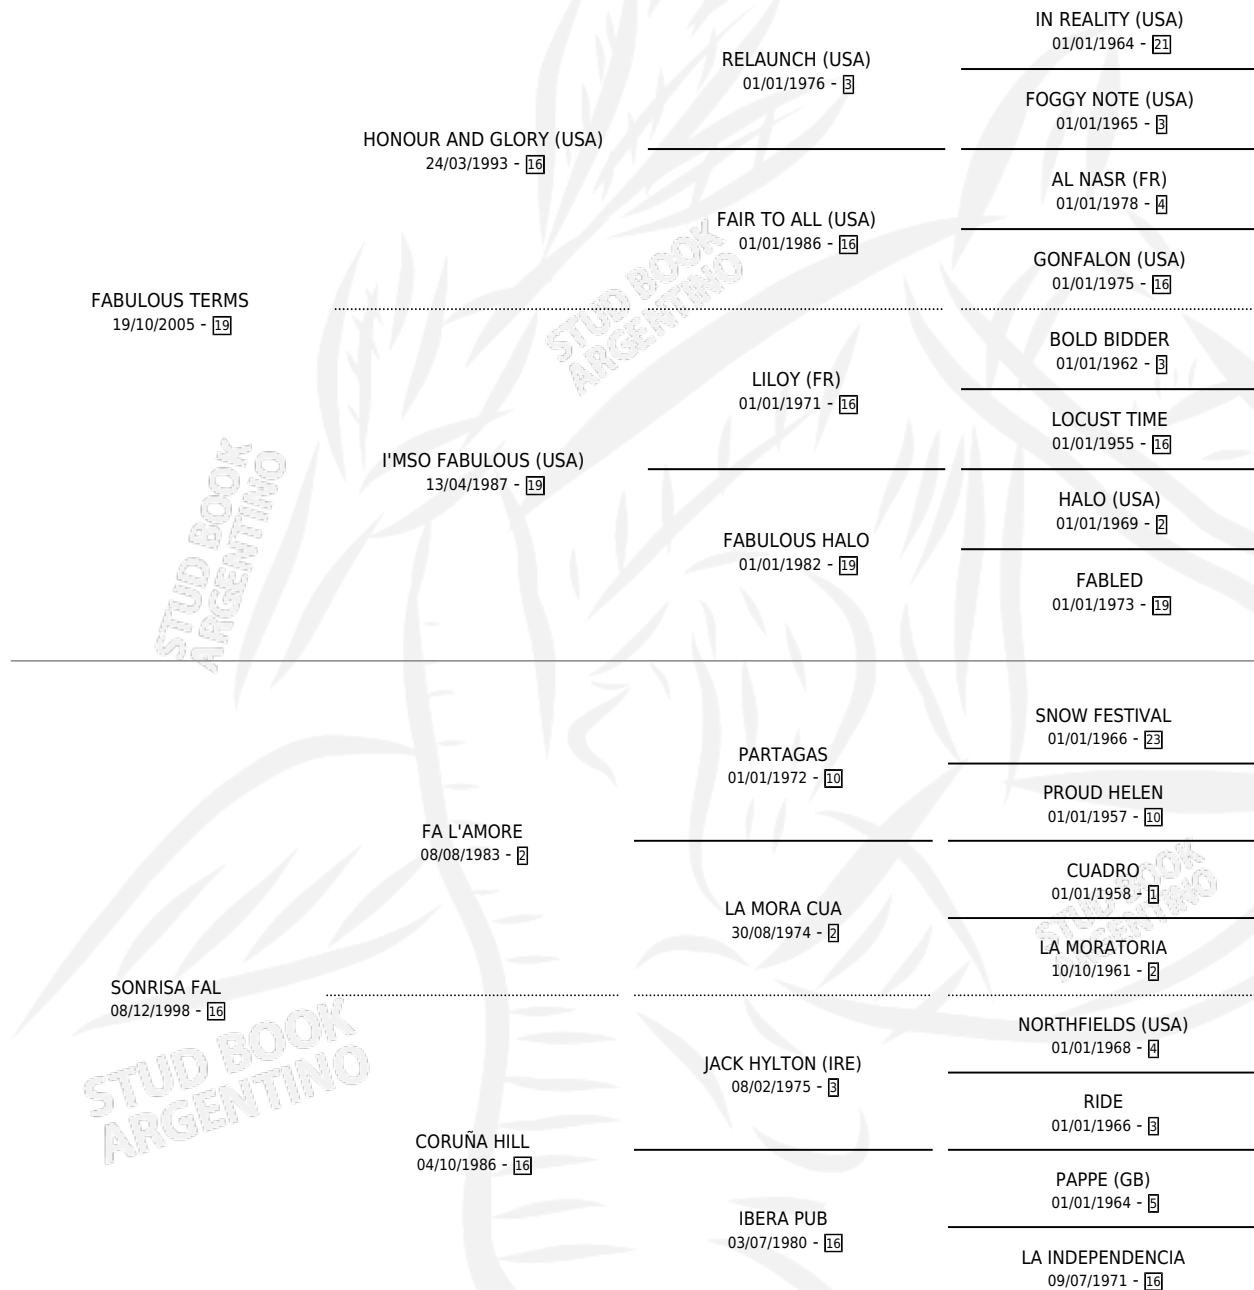 IN REALITY (USA)
01/01/1964 - 21
RELAUNCH (USA)
01/01/1976 - 3
FOGGY NOTE (USA)
01/01/1965 - 3
HONOUR AND GLORY (USA)
24/03/1993 - 16
AL NASR (FR)
01/01/1978 - 4
FAIR TO ALL (USA)
01/01/1986 - 16
GONFALON (USA)
01/01/1975 - 16
FABULOUS TERMS
19/10/2005 - 19
STUD BOOK
ARGENTINO
BOLD BIDDER
01/01/1962 - 3
LILOY (FR)
01/01/1971 - 16
LOCUST TIME
01/01/1955 - 16
I'MSO FABULOUS (USA)
13/04/1987 - 19
HALO (USA)
01/01/1969 - 2
FABULOUS HALO
01/01/1982 - 19
FABLED
01/01/1973 - 19
STUD BOOK
ARGENTINO
SNOW FESTIVAL
01/01/1966 - 23
PARTAGAS
01/01/1972 - 10
PROUD HELEN
01/01/1957 - 10
FA L'AMORE
08/08/1983 - 2
CUADRO
01/01/1958 - 1
LA MORA CUA
30/08/1974 - 2
STUD BOOK
ARGENTINO
LA MORATORIA
10/10/1961 - 2
SONRISA FAL
08/12/1998 - 16
STUD BOOK
ARGENTINO
NORTHFIELDS (USA)
01/01/1968 - 4
JACK HYLTON (IRE)
08/02/1975 - 3
RIDE
01/01/1966 - 3
CORUÑA HILL
04/10/1986 - 16
PAPPE (GB)
01/01/1964 - 5
IBERA PUB
03/07/1980 - 16
LA INDEPENDENCIA
09/07/1971 - 16